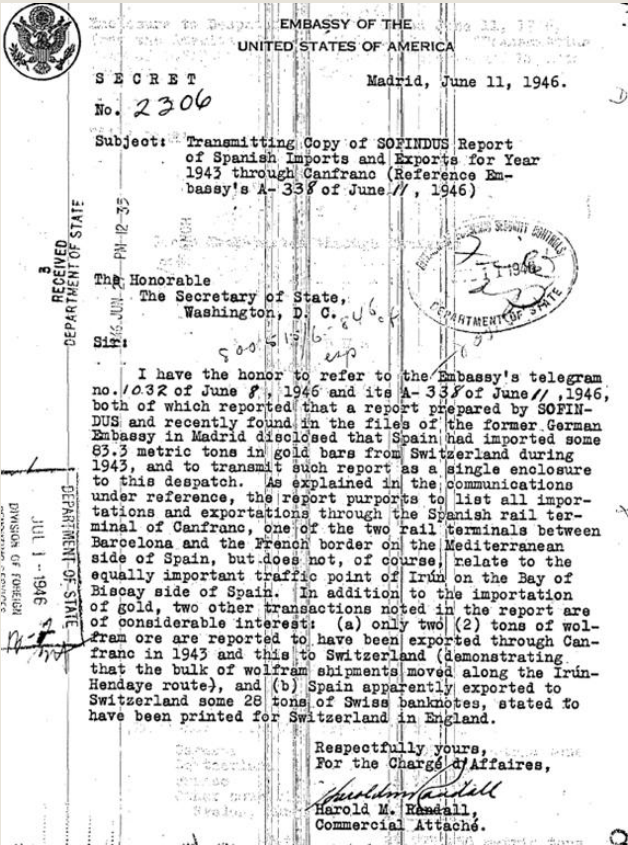 EMBASSY OF THE
UNITED STATES OF AMERICA
SECRET
Madrid, June 11, 1946.
No. 2306
Subject: Transmitting Copy of SOFINDUS Report
of Spanish Imports and Exports for Year
1943 through Canfranc (Reference Em-
bassy's A-338 of June 11, 1946)
RECEIVED
DEPARTMENT OF STATE
DEPARTMENT OF STATE
The Honorable
The Secretary of State,
Washington, D. C.
Sir:
I have the honor to refer to the Embassy's telegram
no. 1032 of June 8, 1946 and its A-338 of June 11, 1946,
both of which reported that a report prepared by SOFIN-
DUS and recently found in the files of the former German
Embassy in Madrid disclosed that Spain had imported some
83.3 metric tons in gold bars from Switzerland during
1943, and to transmit such report as a single enclosure
to this despatch. As explained in the communications
under reference, the report purports to list all impor-
tations and exportations through the Spanish rail ter-
minal of Canfranc, one of the two rail terminals between
Barcelona and the French border on the Mediterranean
side of Spain, but does not, of course, relate to the
equally important traffic point of Irún on the Bay of
Biscay side of Spain. In addition to the importation
of gold, two other transactions noted in the report are
of considerable interest: (a) only two (2) tons of wol-
fram ore are reported to have been exported through Can-
franc in 1943 and this to Switzerland (demonstrating
that the bulk of wolfram shipments moved along the Irún-
Hendaye route), and (b) Spain apparently exported to
Switzerland some 28 tons of Swiss banknotes, stated to
have been printed for Switzerland in England.
DEPARTMENT OF STATE
JUL 1 - 1946
DIVISION OF FOREIGN
Respectfully yours,
For the Chargé d'Affaires,
Harold M. Randall
Harold M. Randall,
Commercial Attaché.